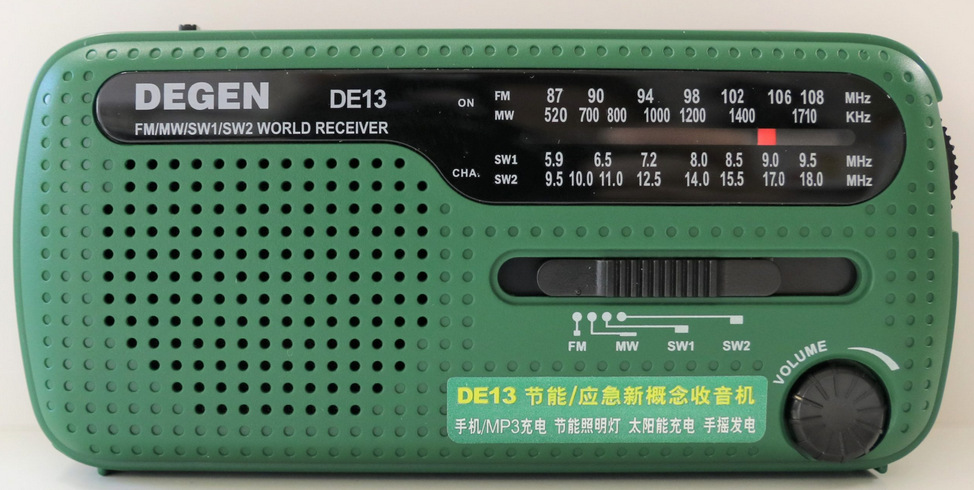 DEGEN DE13
FM/MW/SW1/SW2 WORLD RECEIVER
ON
FM 87 90 94 98 102 106 108 MHz
MW 520 700 800 1000 1200 1400 1710 KHz
CHA.
SW1 5.9 6.5 7.2 8.0 8.5 9.0 9.5 MHz
SW2 9.5 10.0 11.0 12.5 14.0 15.5 17.0 18.0 MHz
FM MW SW1 SW2
VOLUME
DE13 节能/应急新概念收音机
手机/MP3充电 节能照明灯 太阳能充电 手摇发电